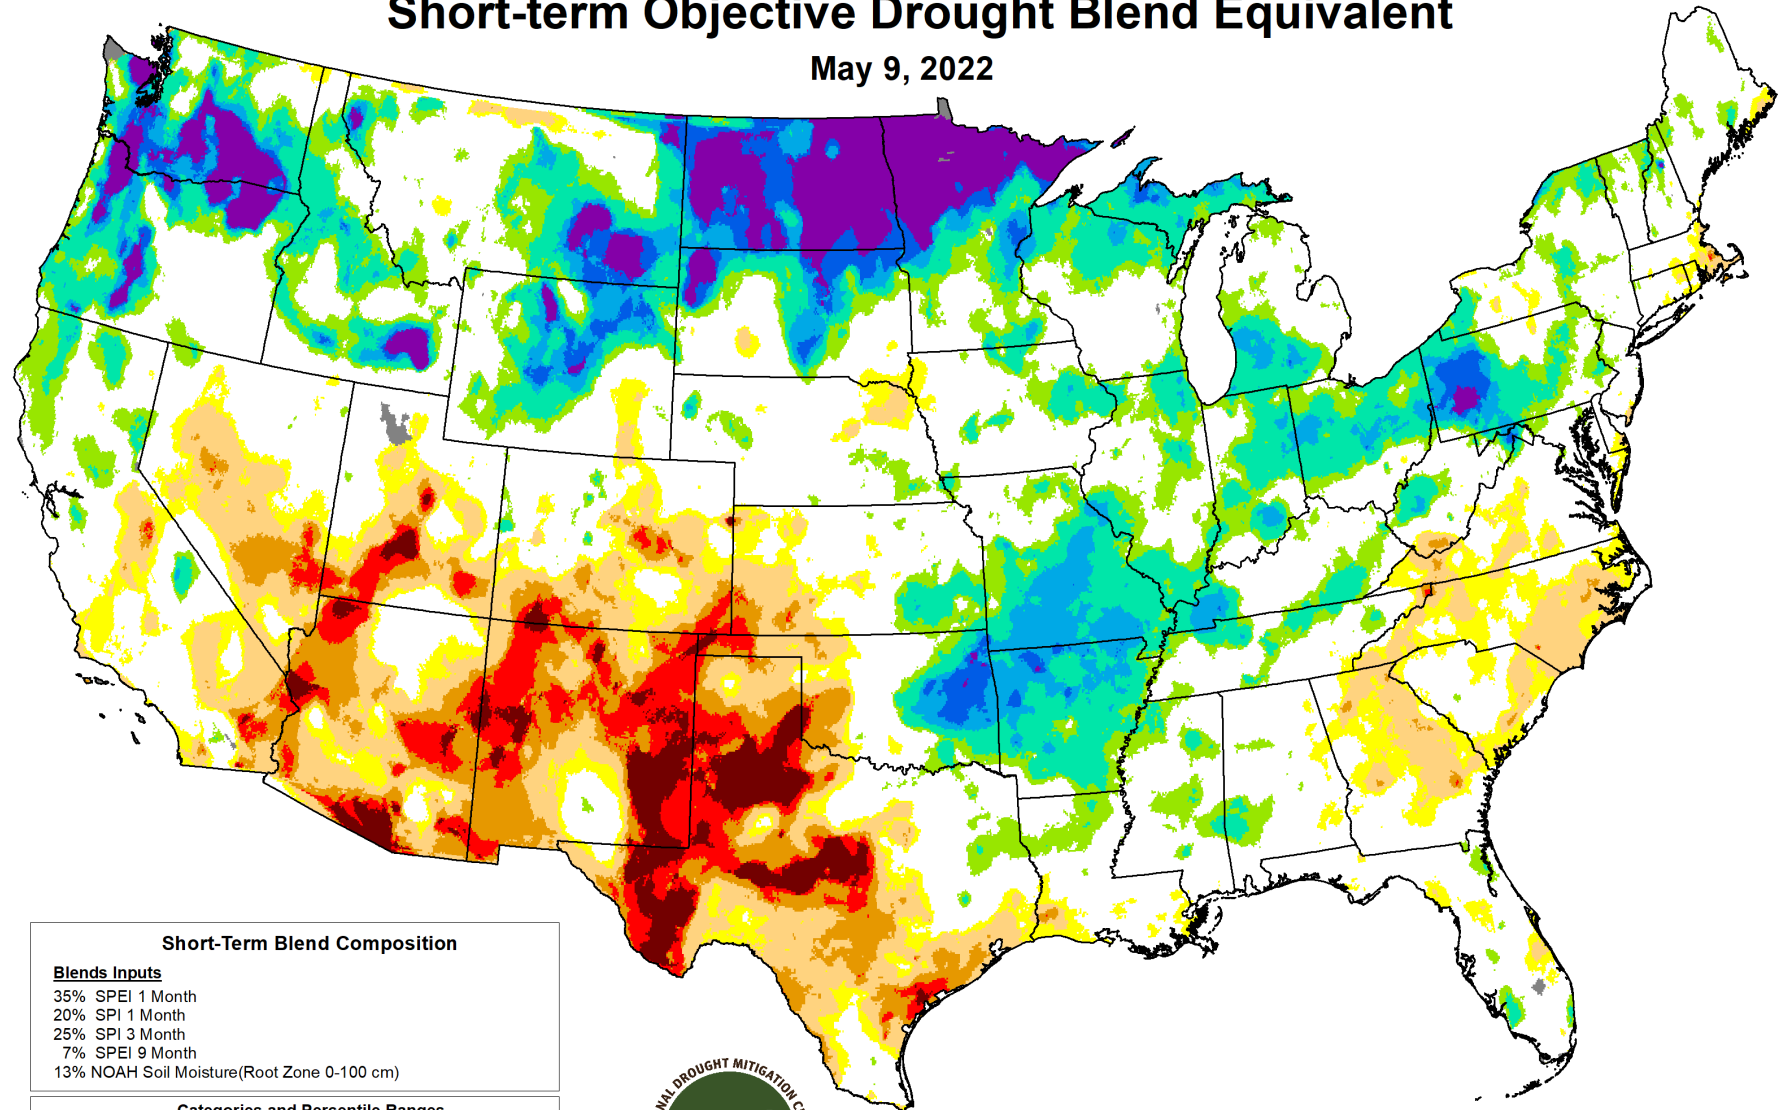 Short-term Objective Drought Blend Equivalent
May 9, 2022
Short-Term Blend Composition
Blends Inputs
35% SPEI 1 Month
20% SPI 1 Month
25% SPI 3 Month
7% SPEI 9 Month
13% NOAH Soil Moisture(Root Zone 0-100 cm)
Categories and Percentile Ranges
DROUGHT MITIGATION